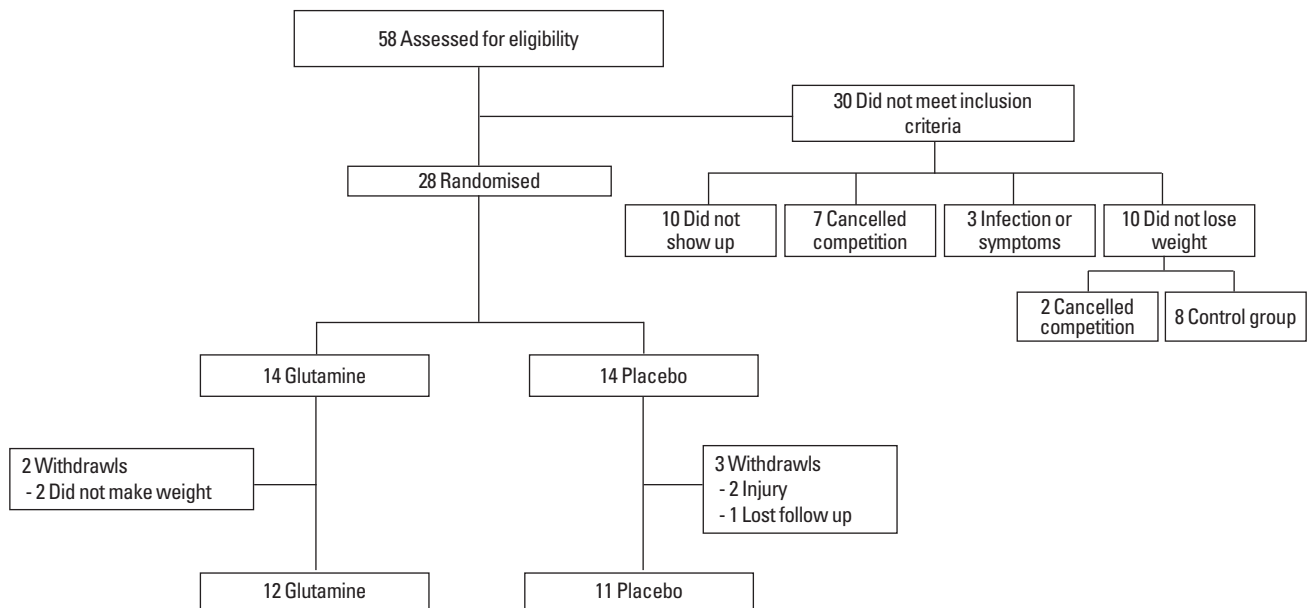 58 Assessed for eligibility
30 Did not meet inclusion
criteria
28 Randomised
10 Did not
show up
7 Cancelled
competition
3 Infection or
symptoms
10 Did not lose
weight
2 Cancelled
competition
8 Control group
14 Glutamine
14 Placebo
2 Withdrawls
- 2 Did not make weight
3 Withdrawls
- 2 Injury
- 1 Lost follow up
12 Glutamine
11 Placebo